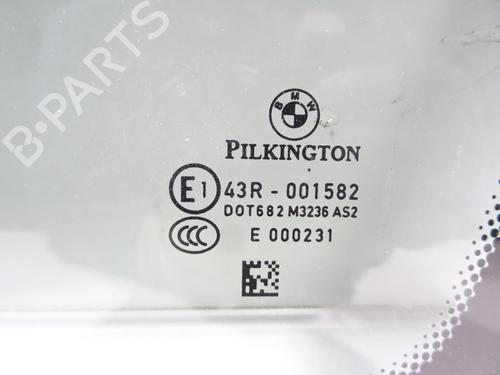 B-PARTS
BMW
PILKINGTON
E1 43R - 001582
DOT682 M3236 AS2
CCC E 000231